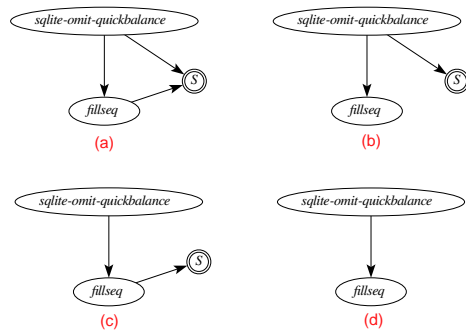 sqlite-omit-quickbalance
S
fillseq
(a)
sqlite-omit-quickbalance
S
fillseq
(b)
sqlite-omit-quickbalance
S
fillseq
(c)
sqlite-omit-quickbalance
fillseq
(d)